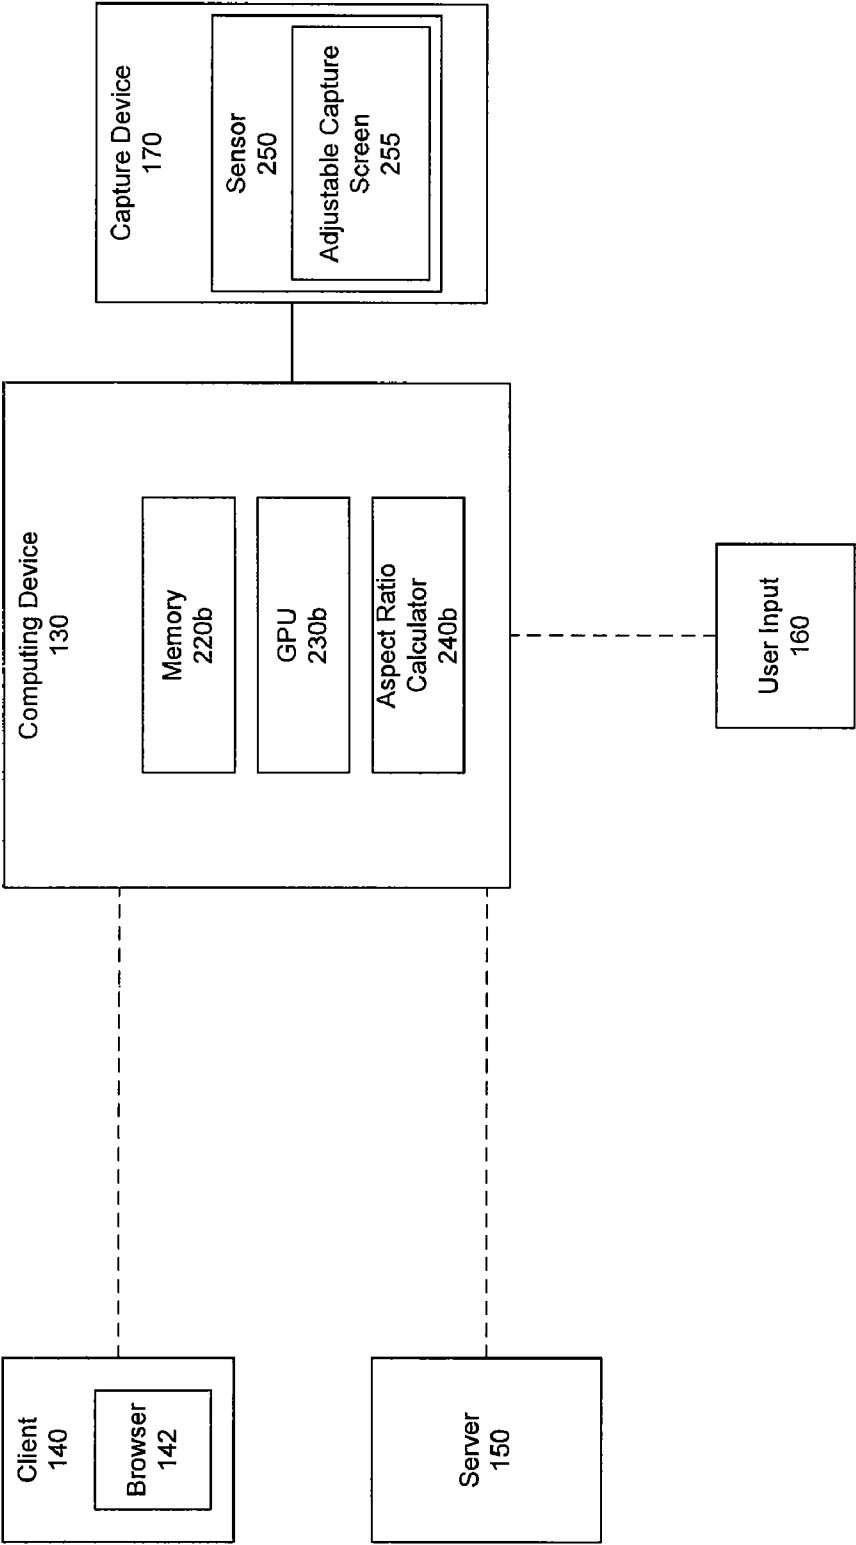 Client
140
Browser
142
Server
150
Computing Device
130
Memory
220b
GPU
230b
Aspect Ratio
Calculator
240b
User Input
160
Capture Device
170
Sensor
250
Adjustable Capture
Screen
255